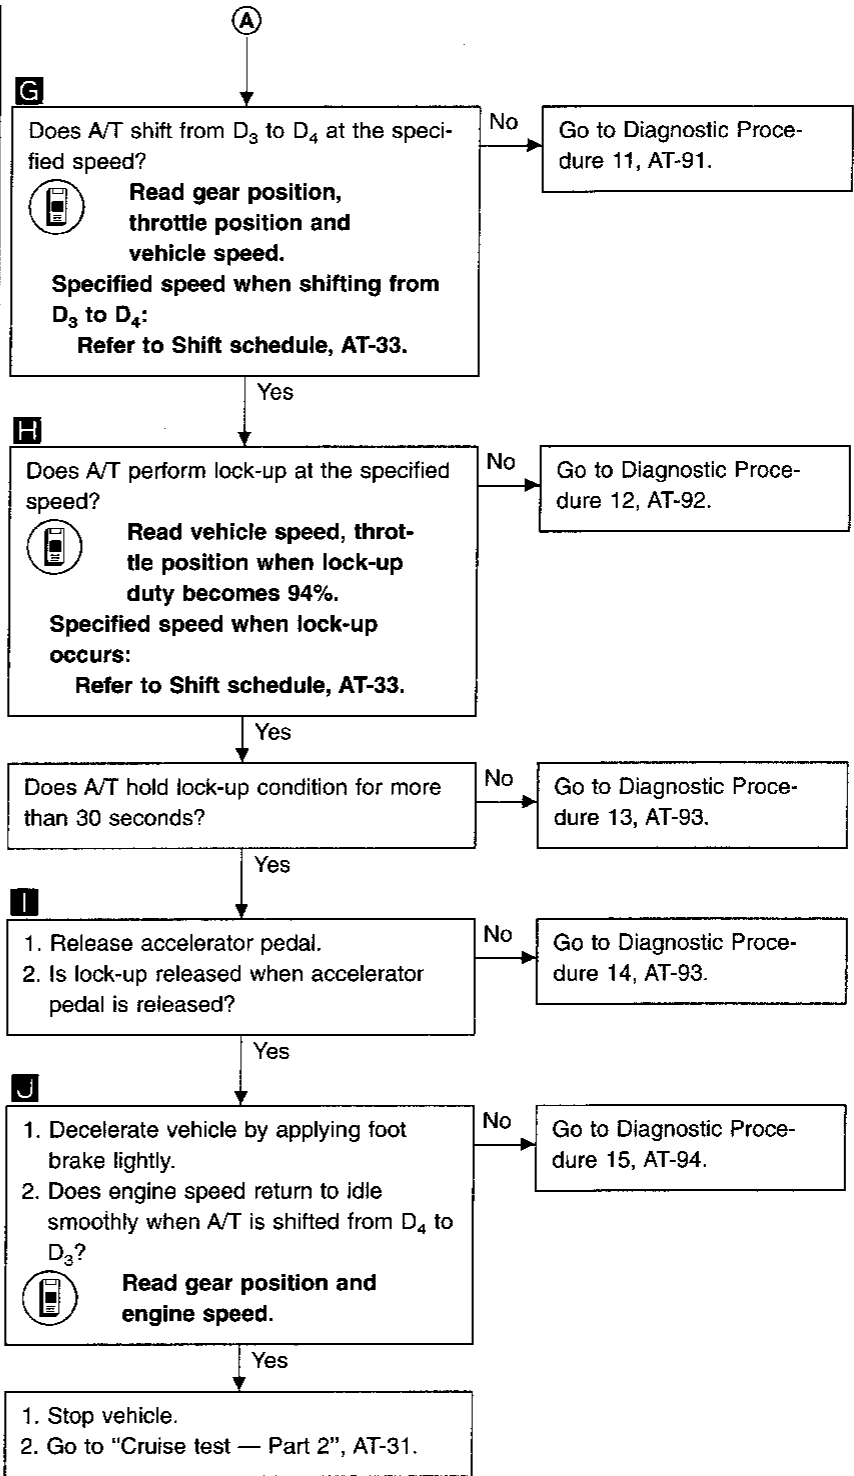 A
G
Does A/T shift from D3 to D4 at the speci-
fied speed?
Read gear position,
throttle position and
vehicle speed.
Specified speed when shifting from
D3 to D4:
Refer to Shift schedule, AT-33.
No
Go to Diagnostic Proce-
dure 11, AT-91.
Yes
H
Does A/T perform lock-up at the specified
speed?
Read vehicle speed, throt-
tle position when lock-up
duty becomes 94%.
Specified speed when lock-up
occurs:
Refer to Shift schedule, AT-33.
No
Go to Diagnostic Proce-
dure 12, AT-92.
Yes
Does A/T hold lock-up condition for more
than 30 seconds?
No
Go to Diagnostic Proce-
dure 13, AT-93.
Yes
I
1. Release accelerator pedal.
2. Is lock-up released when accelerator
pedal is released?
No
Go to Diagnostic Proce-
dure 14, AT-93.
Yes
J
1. Decelerate vehicle by applying foot
brake lightly.
2. Does engine speed return to idle
smoothly when A/T is shifted from D4 to
D3?
Read gear position and
engine speed.
No
Go to Diagnostic Proce-
dure 15, AT-94.
Yes
1. Stop vehicle.
2. Go to “Cruise test — Part 2”, AT-31.